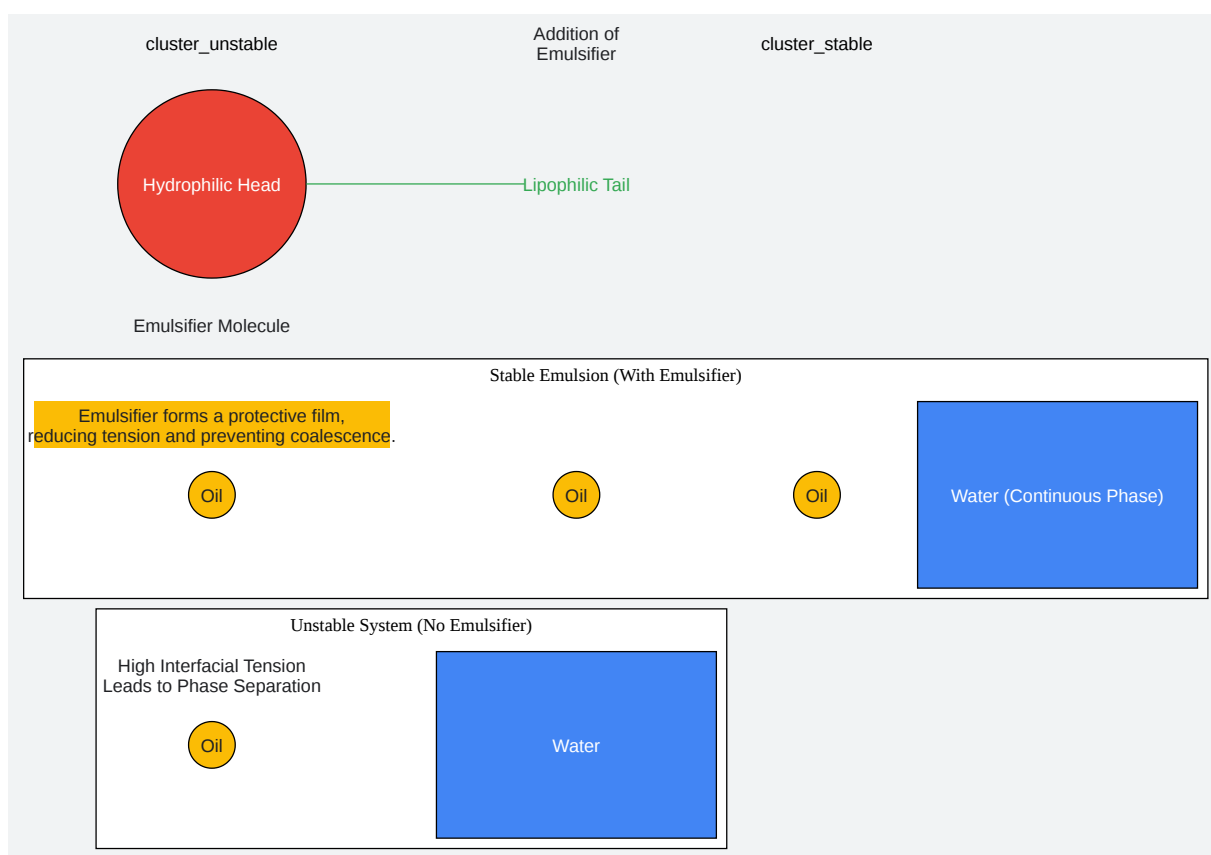 cluster_unstable
Addition of
Emulsifier
cluster_stable
Hydrophilic Head
Lipophilic Tail
Emulsifier Molecule
Stable Emulsion (With Emulsifier)
Emulsifier forms a protective film,
reducing tension and preventing coalescence.
Oil
Oil
Oil
Water (Continuous Phase)
Unstable System (No Emulsifier)
High Interfacial Tension
Leads to Phase Separation
Oil
Water